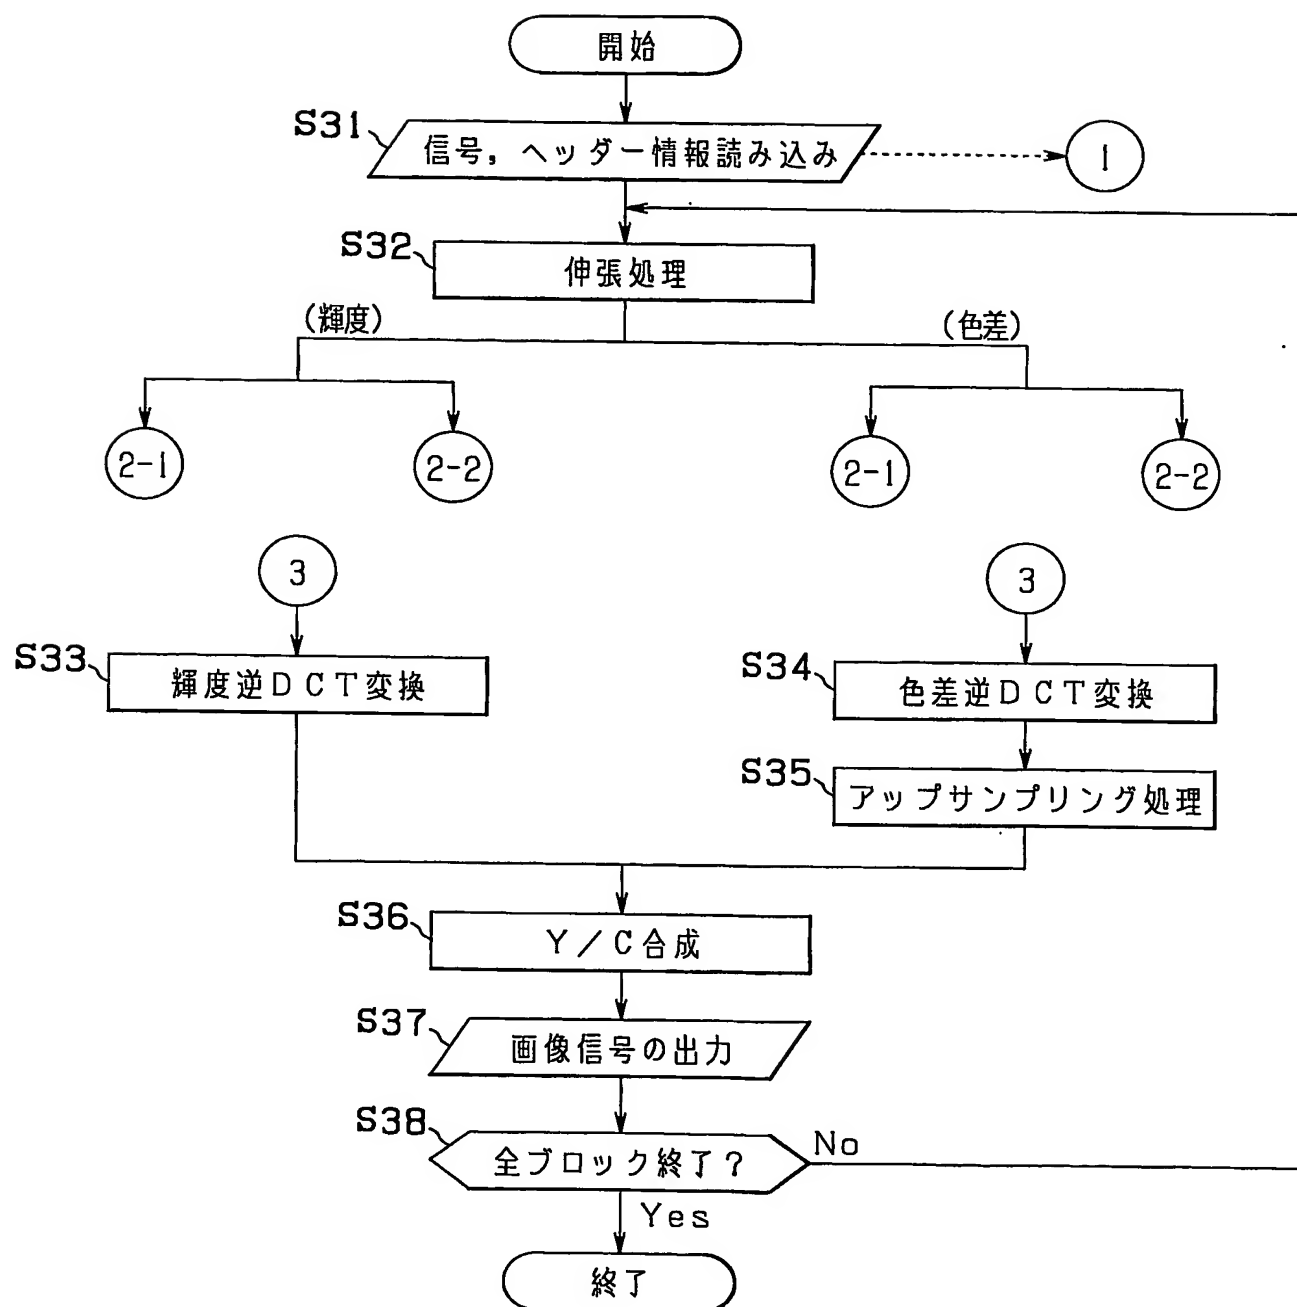 開始
S31
信号,ヘッダー情報読み込み
1
S32
伸張処理
(輝度)
(色差)
2-1
2-2
2-1
2-2
3
3
S33
輝度逆DCT変換
S34
色差逆DCT変換
S35
アップサンプリング処理
S36
Y/C合成
S37
画像信号の出力
S38
全ブロック終了?
No
Yes
終了